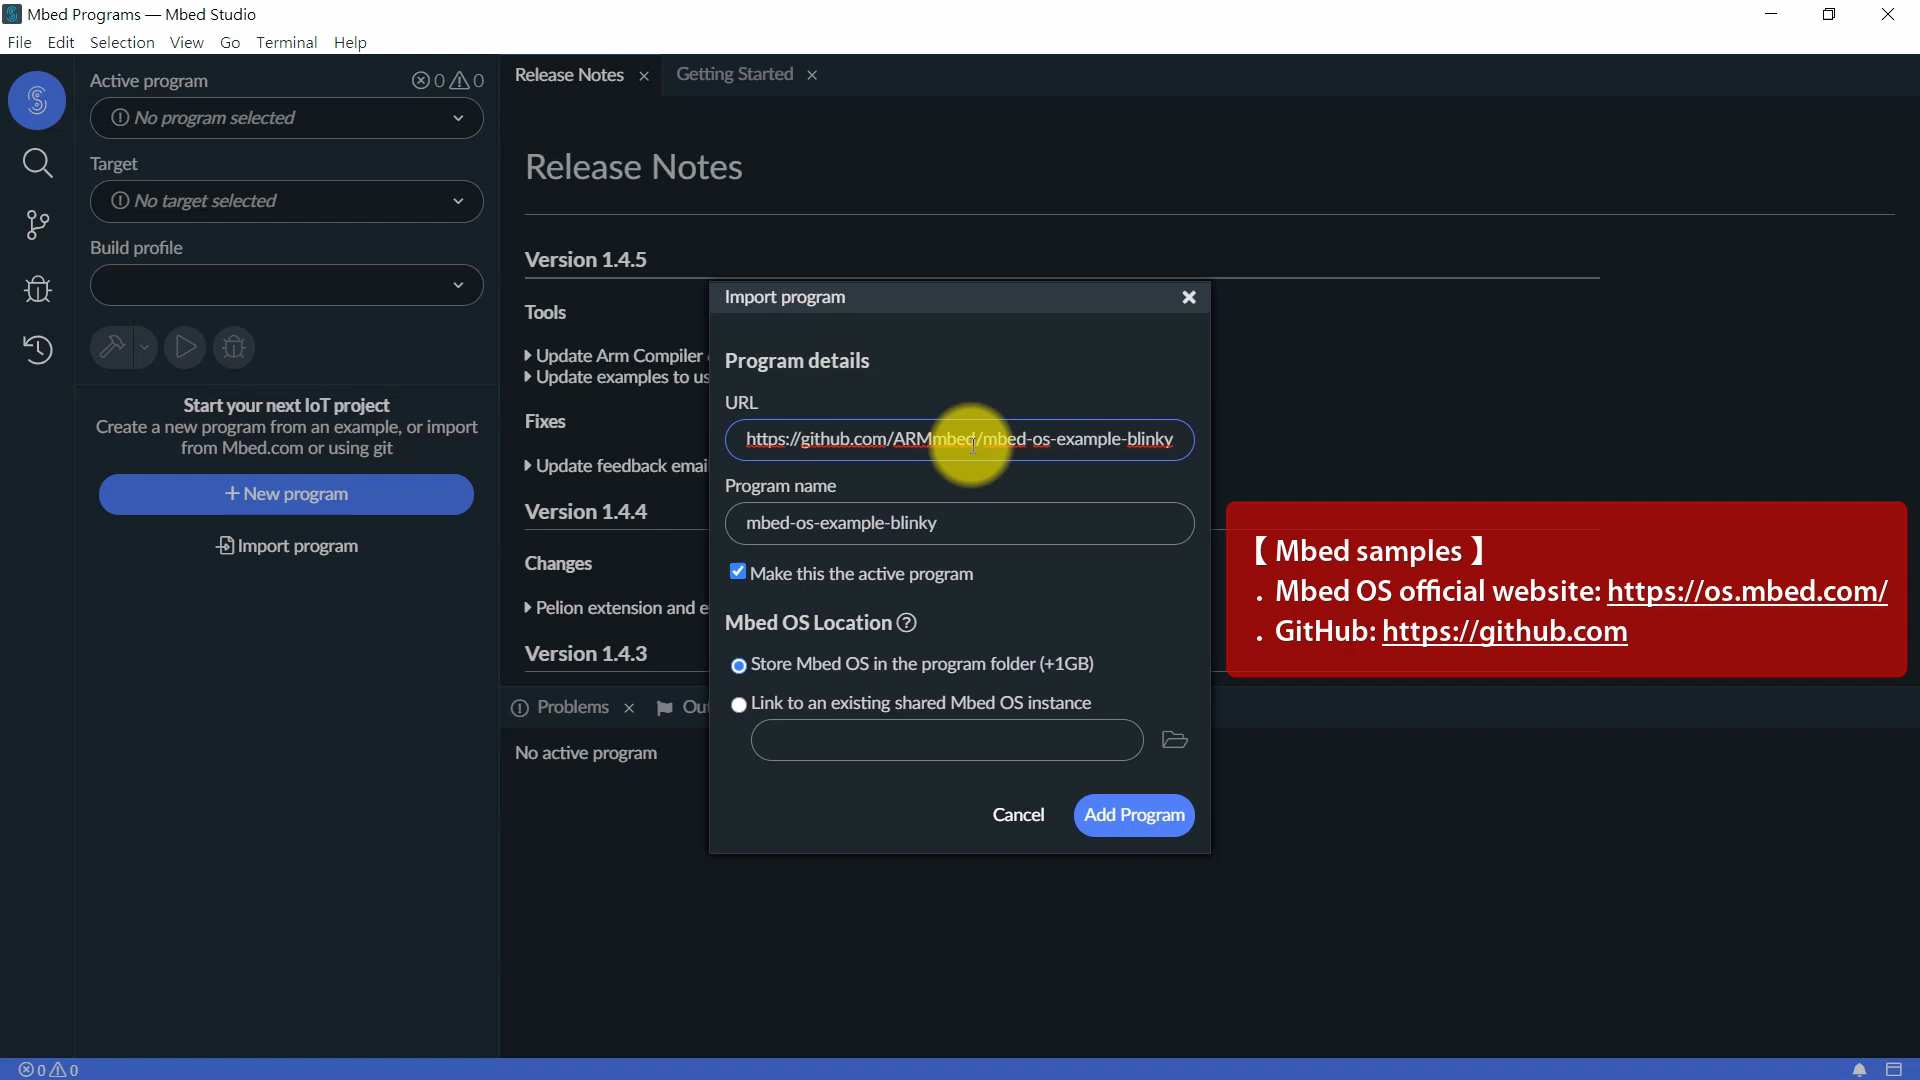 Mbed Programs — Mbed Studio
File Edit Selection View Go Terminal Help
Active program
0 0
No program selected
Target
No target selected
Build profile
Start your next IoT project
Create a new program from an example, or import
from Mbed.com or using git
+ New program
Import program
Release Notes ×
Getting Started ×
Release Notes
Version 1.4.5
Tools
Update Arm Compiler
Update examples to
Fixes
Update feedback
Version 1.4.4
Changes
Pelion extension and
Version 1.4.3
Problems ×
No active program
Import program
Program details
URL
https://github.com/ARMmbed/mbed-os-example-blinky
Program name
mbed-os-example-blinky
Make this the active program
Mbed OS Location ?
Store Mbed OS in the program folder (+1GB)
Link to an existing shared Mbed OS instance
Cancel
Add Program
【 Mbed samples 】
. Mbed OS official website: https://os.mbed.com/
. GitHub: https://github.com
0 0